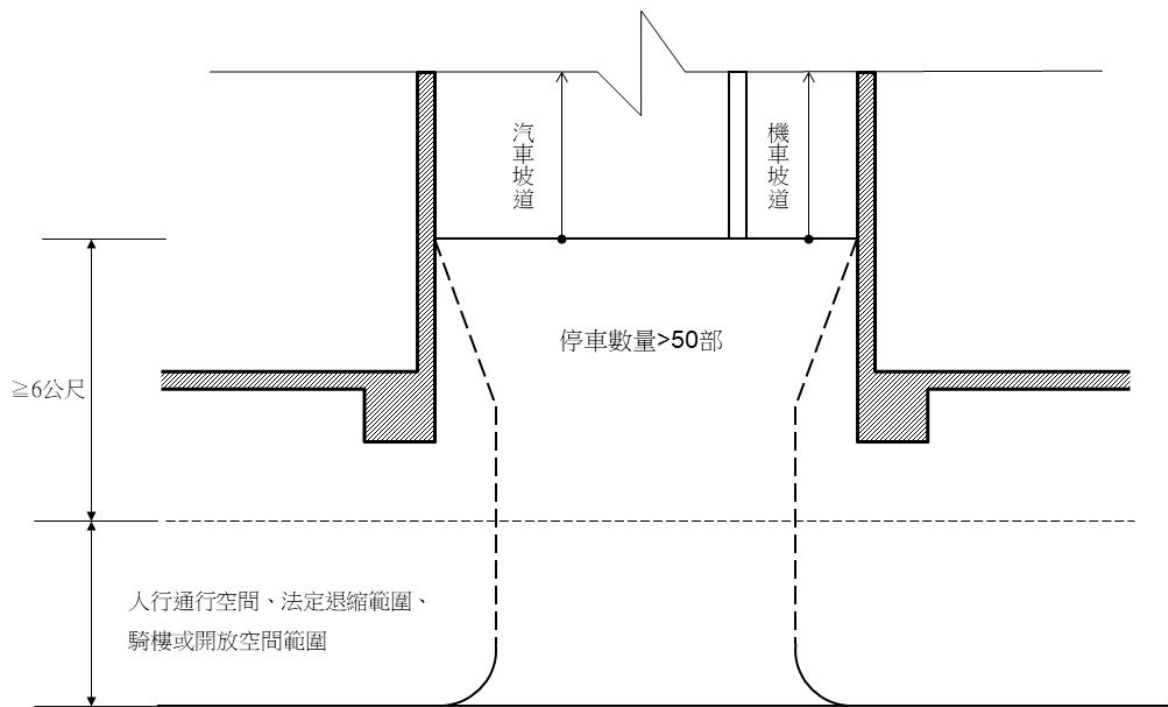 汽車坡道
機車坡道
停車數量>50部
≧6公尺
人行通行空間、法定退縮範圍、
騎樓或開放空間範圍